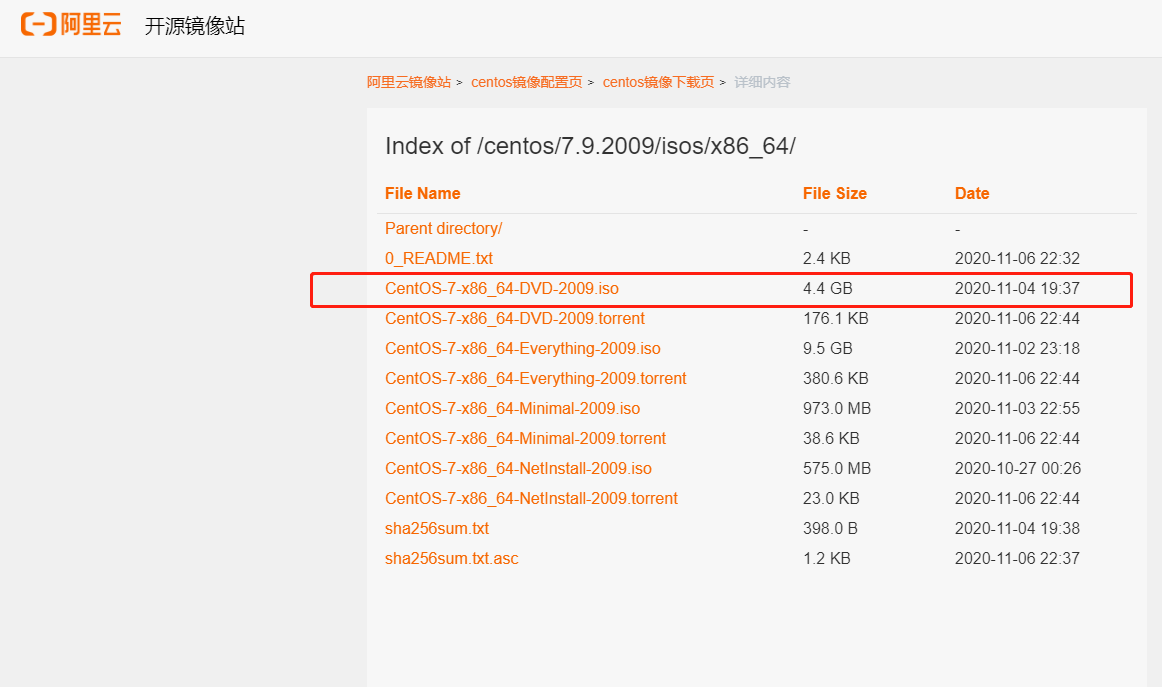 阿里云 开源镜像站
阿里云镜像站 > centos镜像配置页 > centos镜像下载页 > 详细内容
Index of /centos/7.9.2009/isos/x86_64/
File Name File Size Date
Parent directory/ - -
0_README.txt 2.4 KB 2020-11-06 22:32
CentOS-7-x86_64-DVD-2009.iso 4.4 GB 2020-11-04 19:37
CentOS-7-x86_64-DVD-2009.torrent 176.1 KB 2020-11-06 22:44
CentOS-7-x86_64-Everything-2009.iso 9.5 GB 2020-11-02 23:18
CentOS-7-x86_64-Everything-2009.torrent 380.6 KB 2020-11-06 22:44
CentOS-7-x86_64-Minimal-2009.iso 973.0 MB 2020-11-03 22:55
CentOS-7-x86_64-Minimal-2009.torrent 38.6 KB 2020-11-06 22:44
CentOS-7-x86_64-NetInstall-2009.iso 575.0 MB 2020-10-27 00:26
CentOS-7-x86_64-NetInstall-2009.torrent 23.0 KB 2020-11-06 22:44
sha256sum.txt 398.0 B 2020-11-04 19:38
sha256sum.txt.asc 1.2 KB 2020-11-06 22:37